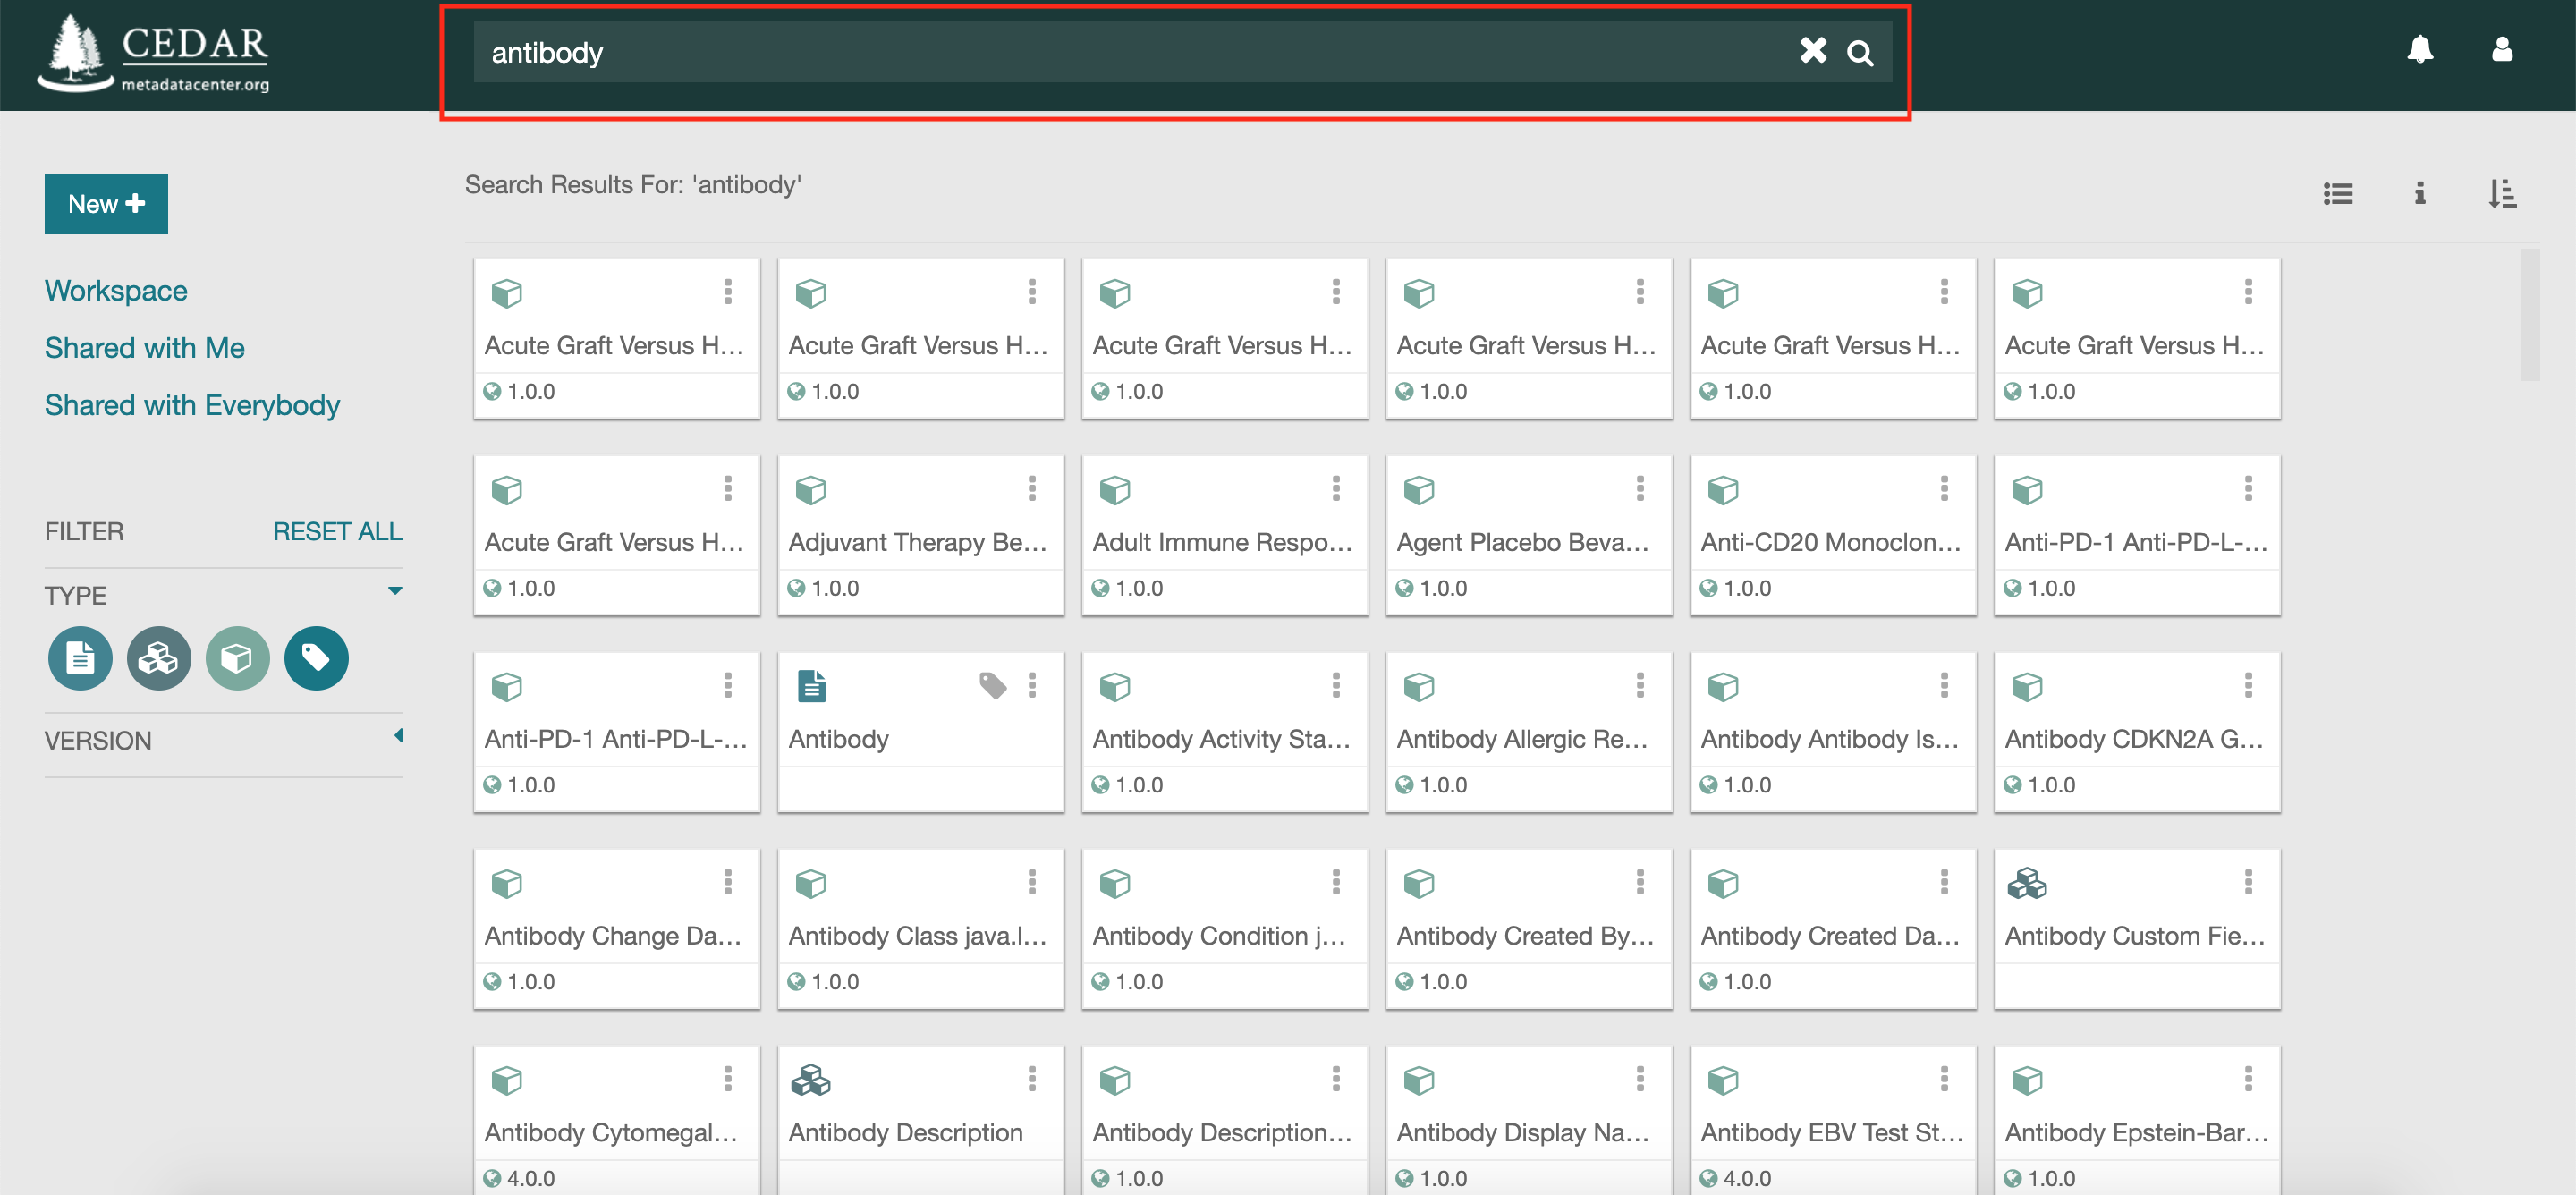 CEDAR
metadatacenter.org
antibody
New
Workspace
Shared with Me
Shared with Everybody
FILTER RESET ALL
TYPE
VERSION
Search Results For: 'antibody'
Acute Graft Versus H... Acute Graft Versus H... Acute Graft Versus H... Acute Graft Versus H... Acute Graft Versus H... Acute Graft Versus H...
1.0.0 1.0.0 1.0.0 1.0.0 1.0.0 1.0.0
Acute Graft Versus H... Adjuvant Therapy Be... Adult Immune Respo... Agent Placebo Beva... Anti-CD20 Monoclon... Anti-PD-1 Anti-PD-L-...
1.0.0 1.0.0 1.0.0 1.0.0 1.0.0 1.0.0
Anti-PD-1 Anti-PD-L-... Antibody Antibody Activity Sta... Antibody Allergic Re... Antibody Antibody Is... Antibody CDKN2A G...
1.0.0 1.0.0 1.0.0 1.0.0 1.0.0
Antibody Change Da... Antibody Class java.l... Antibody Condition j... Antibody Created By... Antibody Created Da... Antibody Custom Fie...
1.0.0 1.0.0 1.0.0 1.0.0 1.0.0
Antibody Cytomegal... Antibody Description Antibody Description... Antibody Display Na... Antibody EBV Test St... Antibody Epstein-Bar...
4.0.0 1.0.0 1.0.0 4.0.0 1.0.0